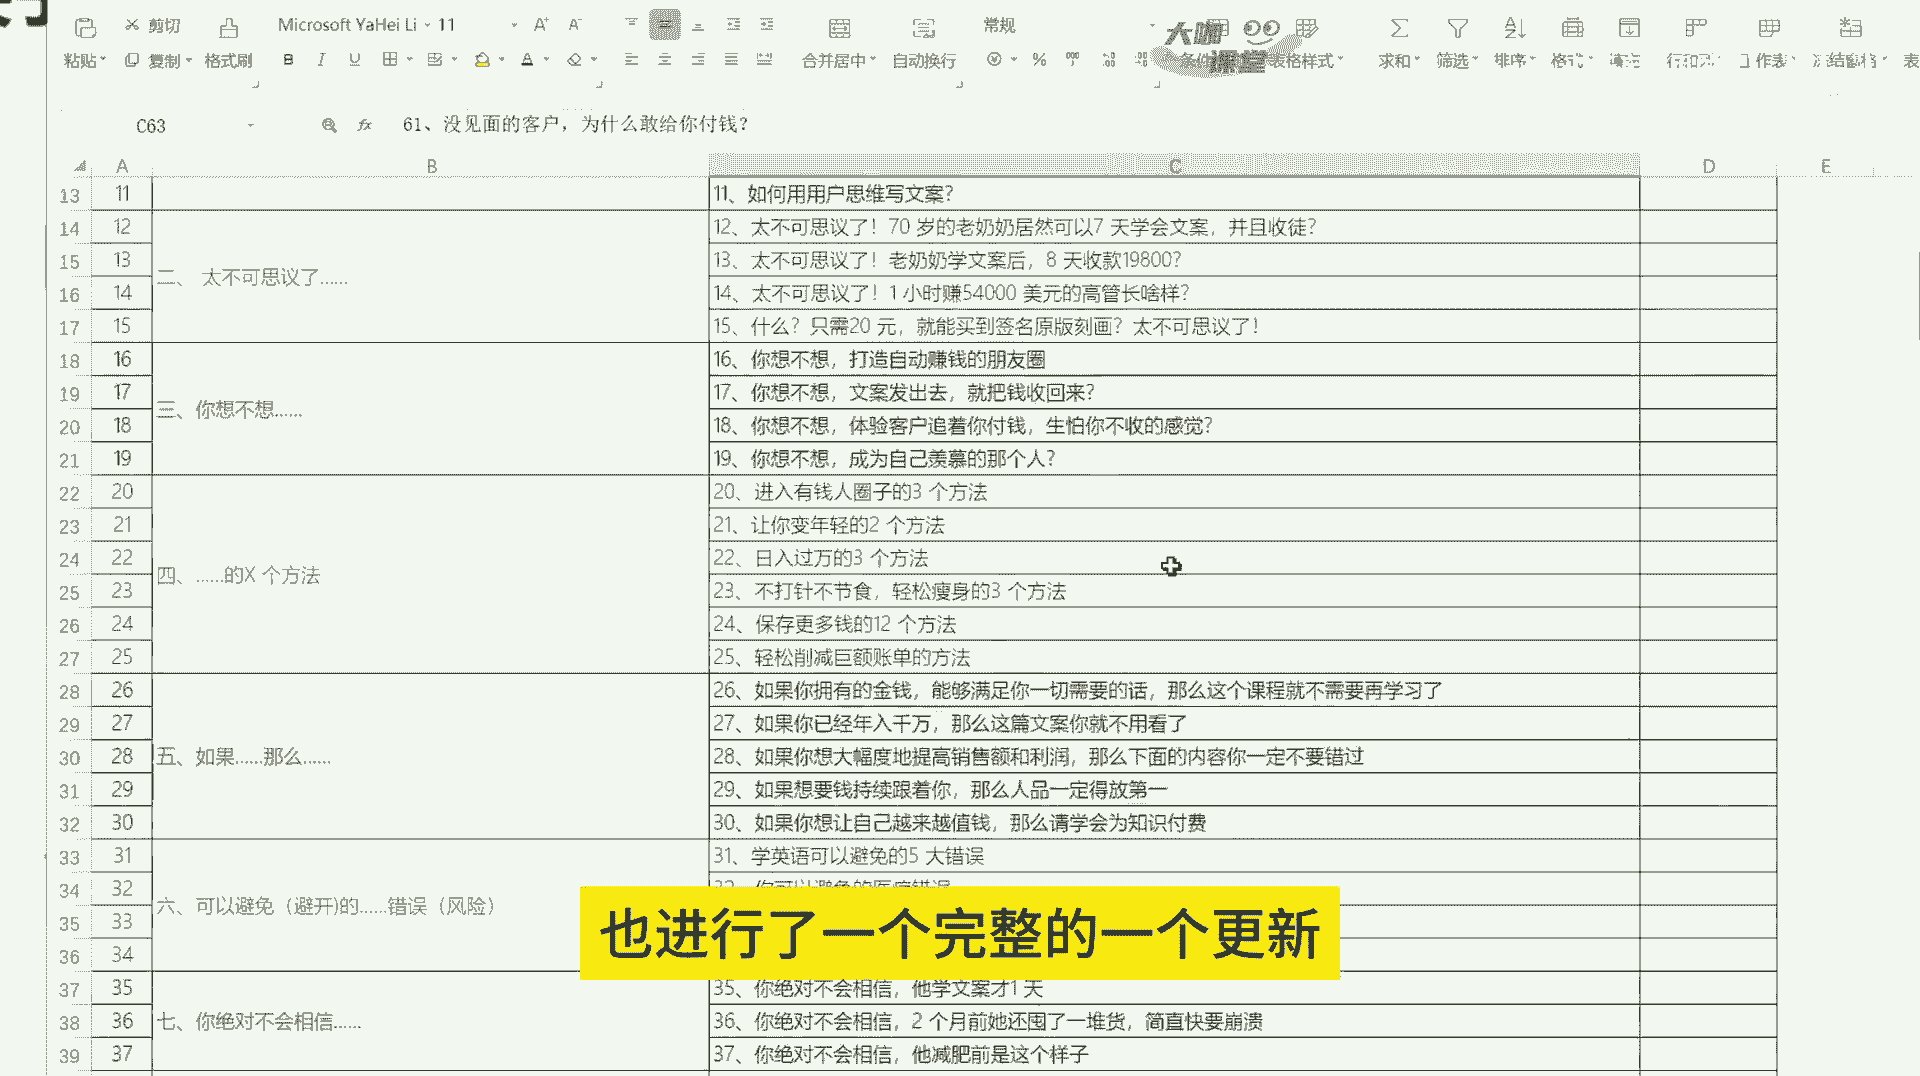 剪切 Microsoft YaHei Li 11 A⁺ A⁻ 常规
粘贴 复制 格式刷 B I U A 合并居中 自动换行 % 表格样式 求和 筛选 排序 格式 填充 工作表 冻结窗格 表
大咖
课堂
C63 fx 61、没见面的客户，为什么敢给你付钱？
A B C D E
13 11 11、如何用用户思维写文案？
14 12 12、太不可思议了！70 岁的老奶奶居然可以7 天学会文案，并且收徒？
15 13 二、 太不可思议了…… 13、太不可思议了！老奶奶学文案后，8 天收款19800？
16 14 14、太不可思议了！1 小时赚54000 美元的高管长啥样？
17 15 15、什么？只需20 元，就能买到签名原版刻画？太不可思议了！
18 16 16、你想不想，打造自动赚钱的朋友圈
19 17 三、你想不想…… 17、你想不想，文案发出去，就把钱收回来？
20 18 18、你想不想，体验客户追着你付钱，生怕你不收的感觉？
21 19 19、你想不想，成为自己羡慕的那个人？
22 20 20、进入有钱人圈子的3 个方法
23 21 21、让你变年轻的2 个方法
24 22 四、……的X 个方法 22、日入过万的3 个方法
25 23 23、不打针不节食，轻松瘦身的3 个方法
26 24 24、保存更多钱的12 个方法
27 25 25、轻松削减巨额账单的方法
28 26 26、如果你拥有的金钱，能够满足你一切需要的话，那么这个课程就不需要再学习了
29 27 27、如果你已经年入千万，那么这篇文案你就不用看了
30 28 五、如果……那么…… 28、如果你想大幅度地提高销售额和利润，那么下面的内容你一定不要错过
31 29 29、如果想要钱持续跟着你，那么人品一定得放第一
32 30 30、如果你想让自己越来越值钱，那么请学会为知识付费
33 31 31、学英语可以避免的5 大错误
34 32 六、可以避免（避开)的……错误（风险） 32、你可以避免的医疗错误
35 33
36 34
也进行了一个完整的一个更新
37 35 35、你绝对不会相信，他学文案才1 天
38 36 七、你绝对不会相信…… 36、你绝对不会相信，2 个月前她还囤了一堆货，简直快要崩溃
39 37 37、你绝对不会相信，他减肥前是这个样子